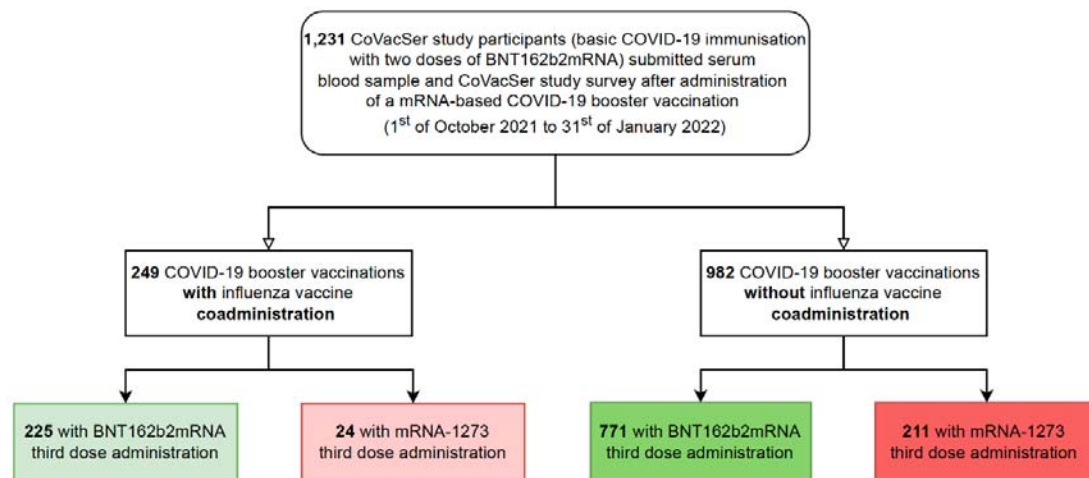 1,231 CoVacSer study participants (basic COVID-19 immunisation
with two doses of BNT162b2mRNA) submitted serum
blood sample and CoVacSer study survey after administration
of a mRNA-based COVID-19 booster vaccination
(1st of October 2021 to 31st of January 2022)
249 COVID-19 booster vaccinations
with influenza vaccine
coadministration
982 COVID-19 booster vaccinations
without influenza vaccine
coadministration
225 with BNT162b2mRNA
third dose administration
24 with mRNA-1273
third dose administration
771 with BNT162b2mRNA
third dose administration
211 with mRNA-1273
third dose administration